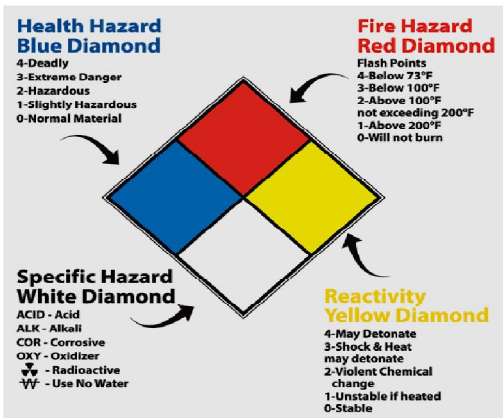 Health Hazard
Blue Diamond
4-Deadly
3-Extreme Danger
2-Hazardous
1-Slightly Hazardous
0-Normal Material
Fire Hazard
Red Diamond
Flash Points
4-Below 73°F
3-Below 100°F
2-Above 100°F
not exceeding 200°F
1-Above 200°F
0-Will not burn
Specific Hazard
White Diamond
ACID - Acid
ALK - Alkali
COR - Corrosive
OXY - Oxidizer
- Radioactive
W - Use No Water
Reactivity
Yellow Diamond
4-May Detonate
3-Shock & Heat
may detonate
2-Violent Chemical
change
1-Unstable if heated
0-Stable